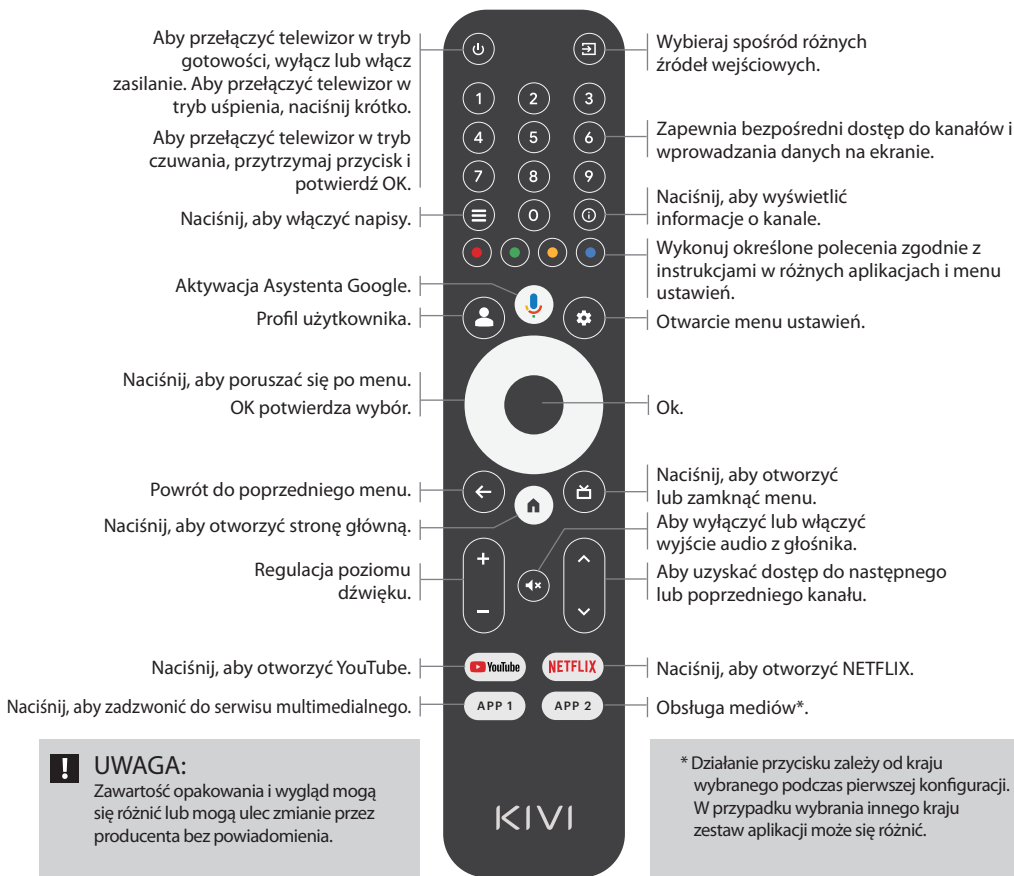 Aby przełączyć telewizor w tryb
gotowości, wyłącz lub włącz
zasilanie. Aby przełączyć telewizor w
tryb uśpienia, naciśnij krótko.
Aby przełączyć telewizor w tryb
czuwania, przytrzymaj przycisk i
potwierdź OK.
Naciśnij, aby włączyć napisy.
Aktywacja Asystenta Google.
Profil użytkownika.
Naciśnij, aby poruszać się po menu.
OK potwierdza wybór.
Powrót do poprzedniego menu.
Naciśnij, aby otworzyć stronę główną.
Regulacja poziomu
dźwięku.
Naciśnij, aby otworzyć YouTube.
Naciśnij, aby zadzwonić do serwisu multimedialnego.
1 2 3
4 5 6
7 8 9
0
YouTube NETFLIX
APP 1 APP 2
KIVI
Wybieraj spośród różnych
źródeł wejściowych.
Zapewnia bezpośredni dostęp do kanałów i
wprowadzania danych na ekranie.
Naciśnij, aby wyświetlić
informacje o kanale.
Wykonuj określone polecenia zgodnie z
instrukcjami w różnych aplikacjach i menu
ustawień.
Otwarcie menu ustawień.
Ok.
Naciśnij, aby otworzyć
lub zamknąć menu.
Aby wyłączyć lub włączyć
wyjście audio z głośnika.
Aby uzyskać dostęp do następnego
lub poprzedniego kanału.
Naciśnij, aby otworzyć NETFLIX.
Obsługa mediów*.
! UWAGA:
Zawartość opakowania i wygląd mogą
się różnić lub mogą ulec zmianie przez
producenta bez powiadomienia.
* Działanie przycisku zależy od kraju
wybranego podczas pierwszej konfiguracji.
W przypadku wybrania innego kraju
zestaw aplikacji może się różnić.